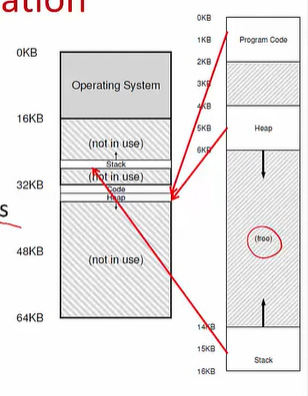 ation
0KB
Operating System
16KB
(not in use)
Stack
(not in use)
32KB
Code
Heap
s
48KB
(not in use)
64KB
0KB
1KB
Program Code
2KB
3KB
4KB
5KB
Heap
6KB
(free)
14KB
15KB
Stack
16KB